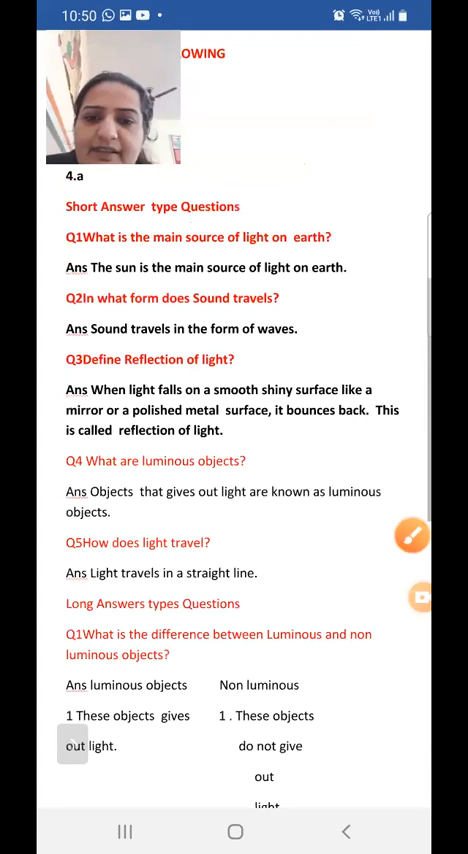 10:50
Vo))
LTE1
OWING
4.a
Short Answer type Questions
Q1What is the main source of light on earth?
Ans The sun is the main source of light on earth.
Q2In what form does Sound travels?
Ans Sound travels in the form of waves.
Q3Define Reflection of light?
Ans When light falls on a smooth shiny surface like a
mirror or a polished metal surface, it bounces back. This
is called reflection of light.
Q4 What are luminous objects?
Ans Objects that gives out light are known as luminous
objects.
Q5How does light travel?
Ans Light travels in a straight line.
Long Answers types Questions
Q1What is the difference between Luminous and non
luminous objects?
Ans luminous objects Non luminous
1 These objects gives 1 . These objects
out light. do not give
out
light